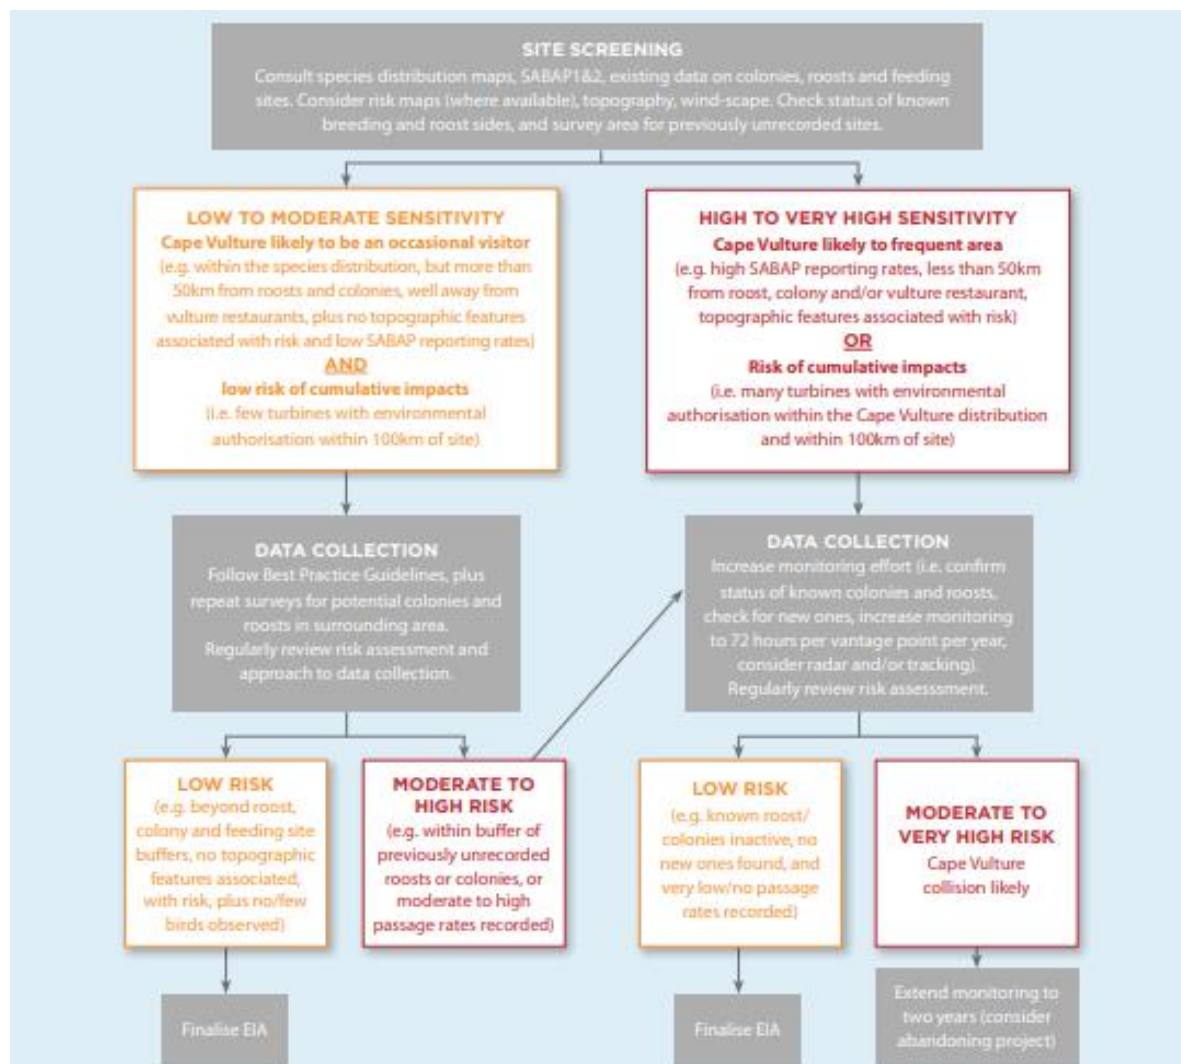 SITE SCREENING
Consult species distribution maps, SABAP1&2, existing data on colonies, roosts and feeding
sites. Consider risk maps (where available), topography, wind-scape. Check status of known
breeding and roost sides, and survey area for previously unrecorded sites.
LOW TO MODERATE SENSITIVITY
Cape Vulture likely to be an occasional visitor
(e.g. within the species distribution, but more than
50km from roosts and colonies, well away from
vulture restaurants, plus no topographic features
associated with risk and low SABAP reporting rates)
AND
low risk of cumulative impacts
(i.e. few turbines with environmental
authorisation within 100km of site)
HIGH TO VERY HIGH SENSITIVITY
Cape Vulture likely to frequent area
(e.g. high SABAP reporting rates, less than 50km
from roost, colony and/or vulture restaurant,
topographic features associated with risk)
OR
Risk of cumulative impacts
(i.e. many turbines with environmental
authorisation within the Cape Vulture distribution
and within 100km of site)
DATA COLLECTION
Follow Best Practice Guidelines, plus
repeat surveys for potential colonies and
roosts in surrounding area.
Regularly review risk assessment and
approach to data collection.
DATA COLLECTION
Increase monitoring effort (i.e. confirm
status of known colonies and roosts,
check for new ones, increase monitoring
to 72 hours per vantage point per year,
consider radar and/or tracking).
Regularly review risk assesssment.
LOW RISK
(e.g. beyond roost,
colony and feeding site
buffers, no topographic
features associated,
with risk, plus no/few
birds observed)
MODERATE TO
HIGH RISK
(e.g. within buffer of
previously unrecorded
roosts or colonies, or
moderate to high
passage rates recorded)
LOW RISK
(e.g. known roost/
colonies inactive, no
new ones found, and
very low/no passage
rates recorded)
MODERATE TO
VERY HIGH RISK
Cape Vulture
collision likely
Finalise EIA
Finalise EIA
Extend monitoring to
two years (consider
abandoning project)